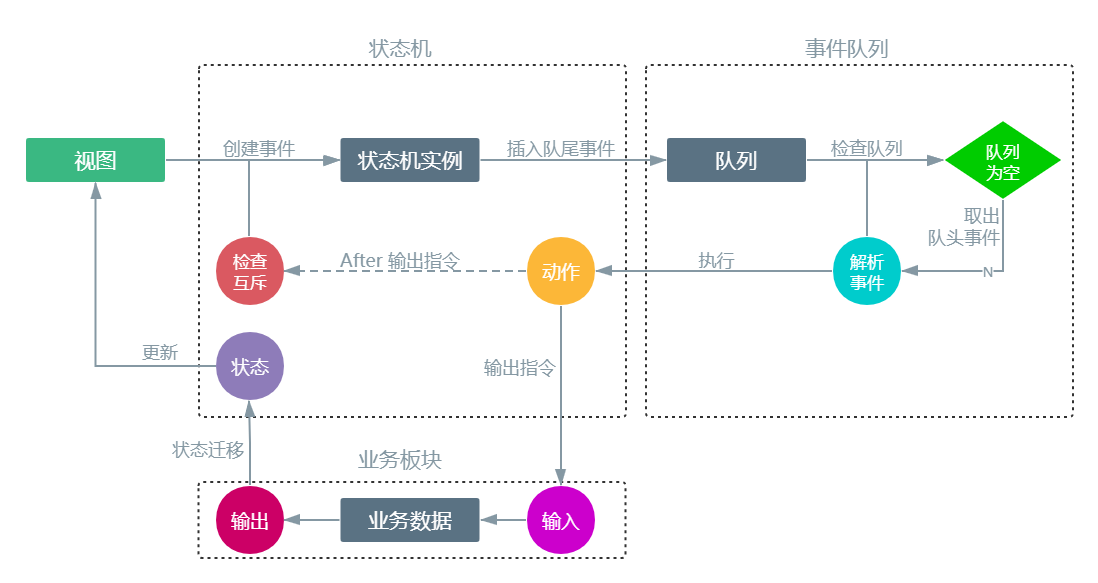 状态机
事件队列
视图
创建事件
状态机实例
插入队尾事件
队列
检查队列
队列
为空
取出
队头事件
N
检查
互斥
After 输出指令
动作
执行
解析
事件
更新
状态
输出指令
状态迁移
业务板块
输出
业务数据
输入